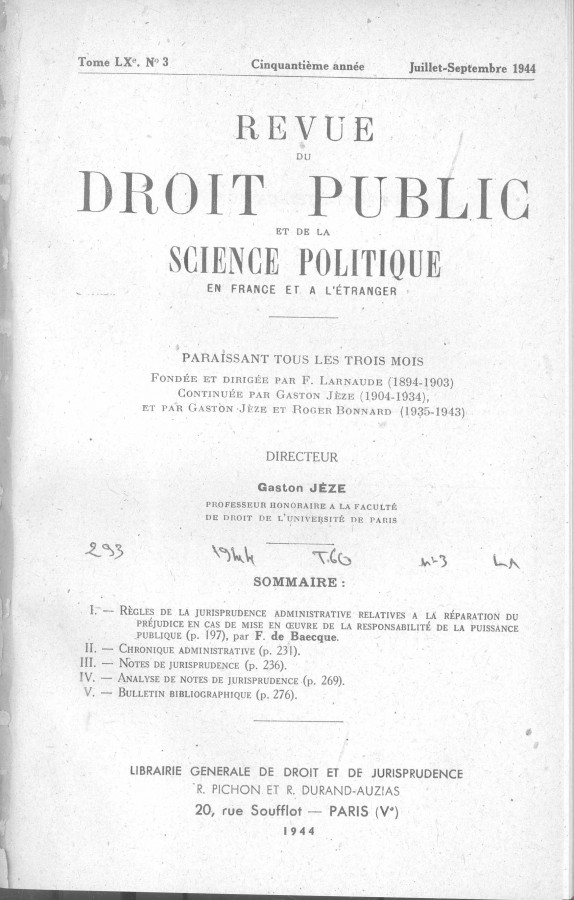 Tome LXe. No 3 Cinquantième année Juillet-Septembre 1944
REVUE
DU
DROIT PUBLIC
ET DE LA
SCIENCE POLITIQUE
EN FRANCE ET A L'ÉTRANGER
PARAISSANT TOUS LES TROIS MOIS
FONDÉE ET DIRIGÉE PAR F. LARNAUDE (1894-1903)
CONTINUÉE PAR GASTON JÈZE (1904-1934),
ET PAR GASTON JÈZE ET ROGER BONNARD (1935-1943)
DIRECTEUR
Gaston JÈZE
PROFESSEUR HONORAIRE A LA FACULTÉ
DE DROIT DE L'UNIVERSITÉ DE PARIS
293 1944 T.60 n°3
SOMMAIRE :
I. — RÈGLES DE LA JURISPRUDENCE ADMINISTRATIVE RELATIVES A LA RÉPARATION DU
PRÉJUDICE EN CAS DE MISE EN ŒUVRE DE LA RESPONSABILITÉ DE LA PUISSANCE
PUBLIQUE (p. 197), par F. de Baecque.
II. — CHRONIQUE ADMINISTRATIVE (p. 231).
III. — NOTES DE JURISPRUDENCE (p. 236).
IV. — ANALYSE DE NOTES DE JURISPRUDENCE (p. 269).
V. — BULLETIN BIBLIOGRAPHIQUE (p. 276).
LIBRAIRIE GENERALE DE DROIT ET DE JURISPRUDENCE
R. PICHON ET R. DURAND-AUZIAS
20, rue Soufflot — PARIS (Ve)
1944